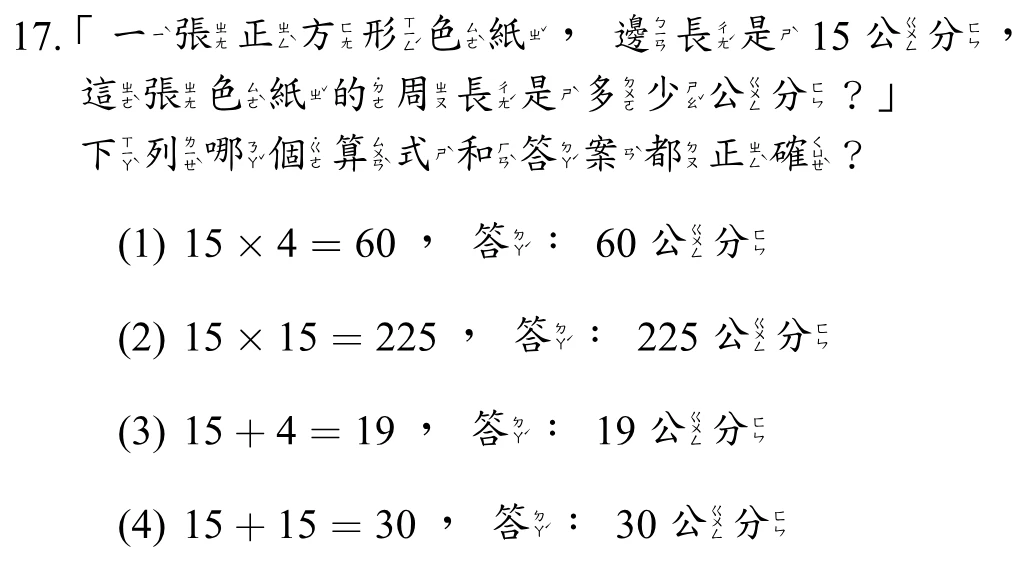 17.「一張正方形色紙，邊長是 15 公分，
這張色紙的周長是多少公分？」
下列哪個算式和答案都正確？
(1) 15 × 4 = 60 ， 答： 60 公分
(2) 15 × 15 = 225 ， 答： 225 公分
(3) 15 + 4 = 19 ， 答： 19 公分
(4) 15 + 15 = 30 ， 答： 30 公分